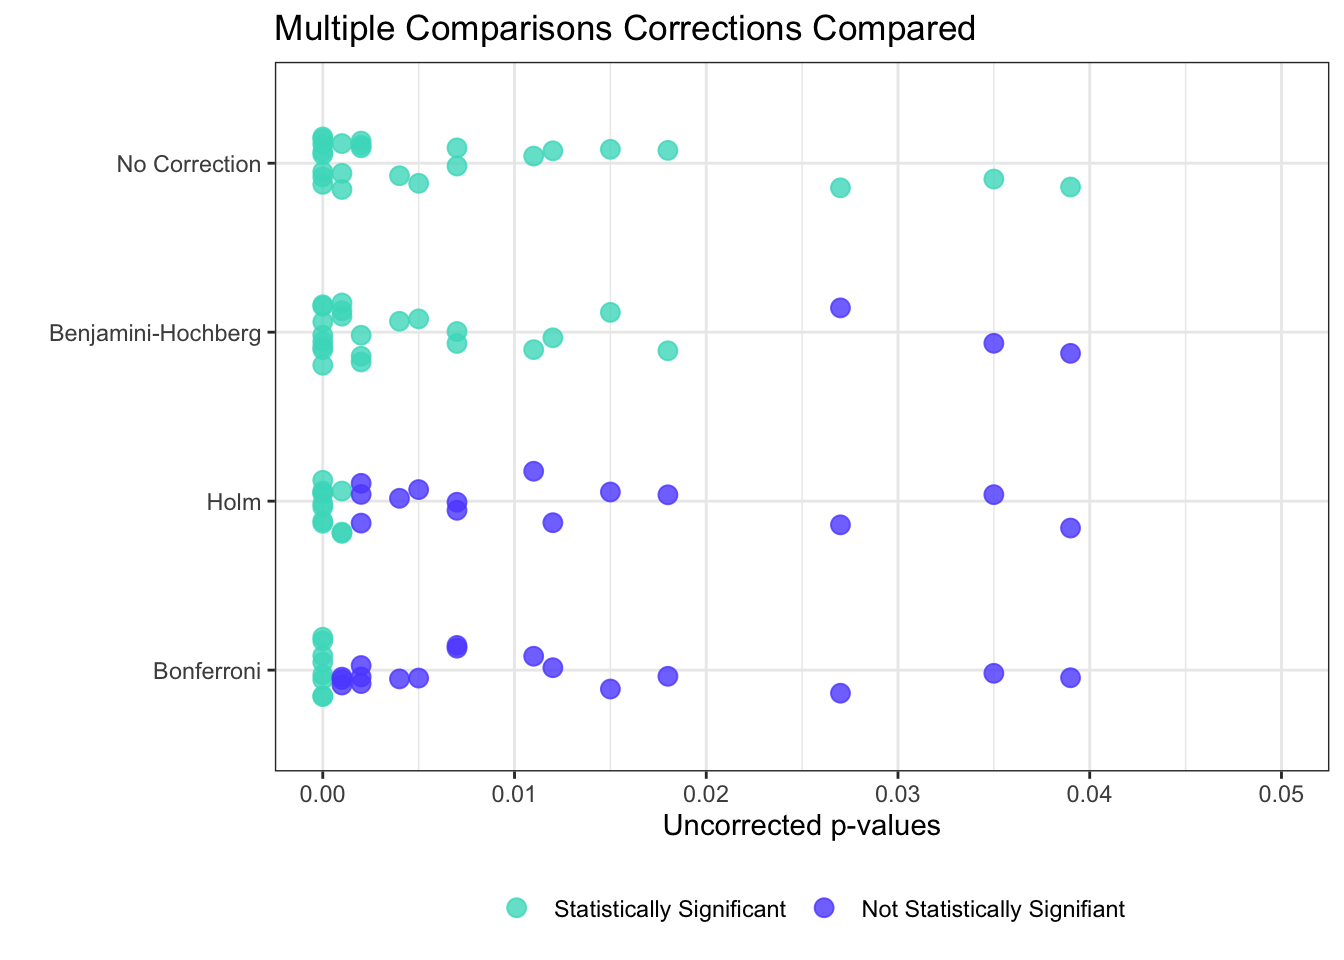 Multiple Comparisons Corrections Compared
No Correction
Benjamini-Hochberg
Holm
Bonferroni
0.00 0.01 0.02 0.03 0.04 0.05
Uncorrected p-values
Statistically Significant Not Statistically Signifiant